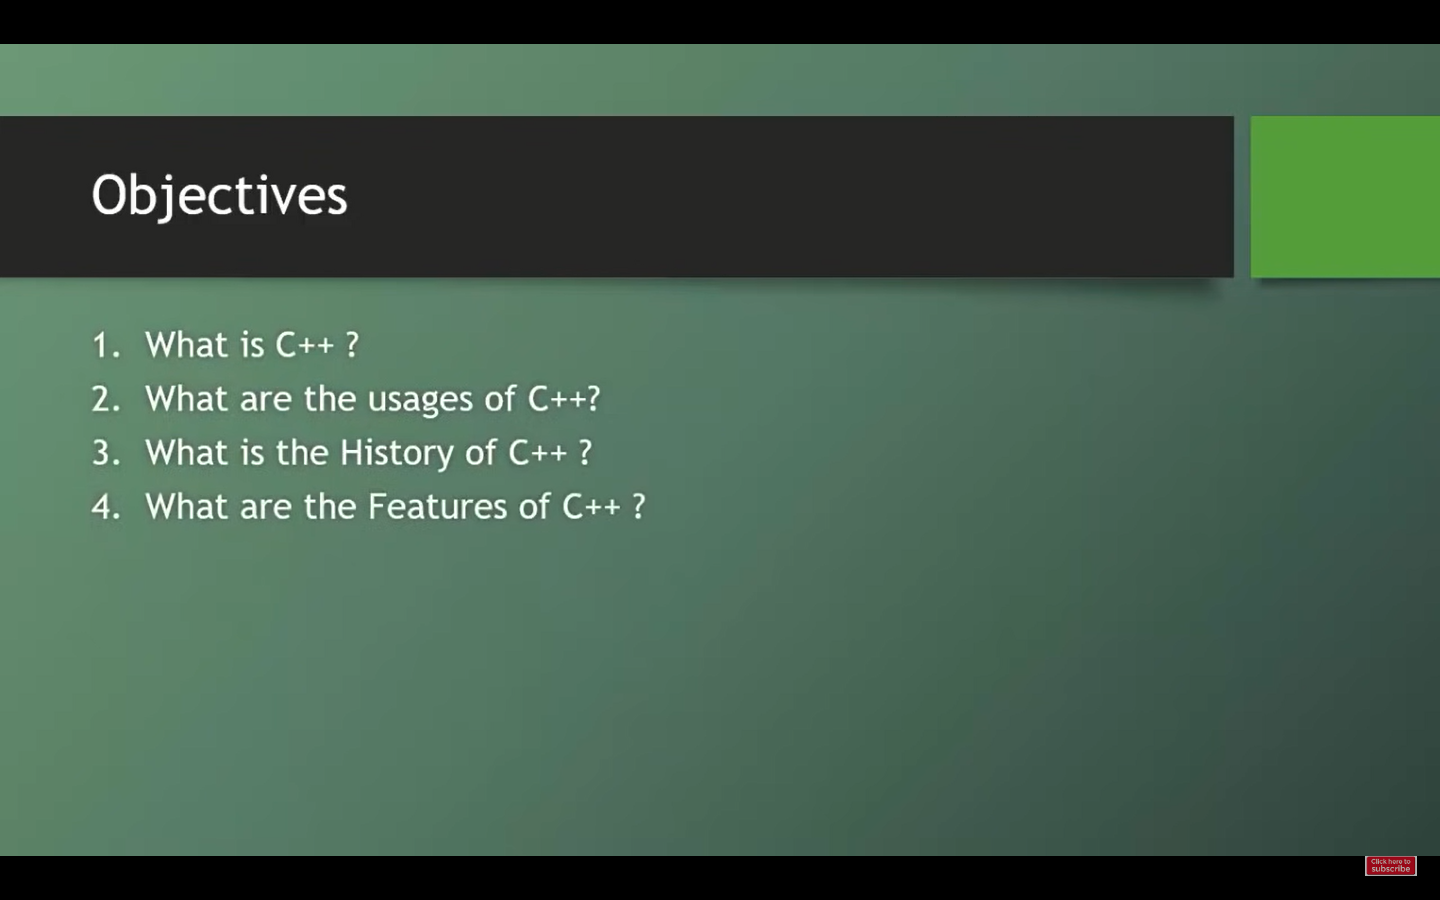 Objectives
1. What is C++ ?
2. What are the usages of C++?
3. What is the History of C++ ?
4. What are the Features of C++ ?
Click here to
subscribe